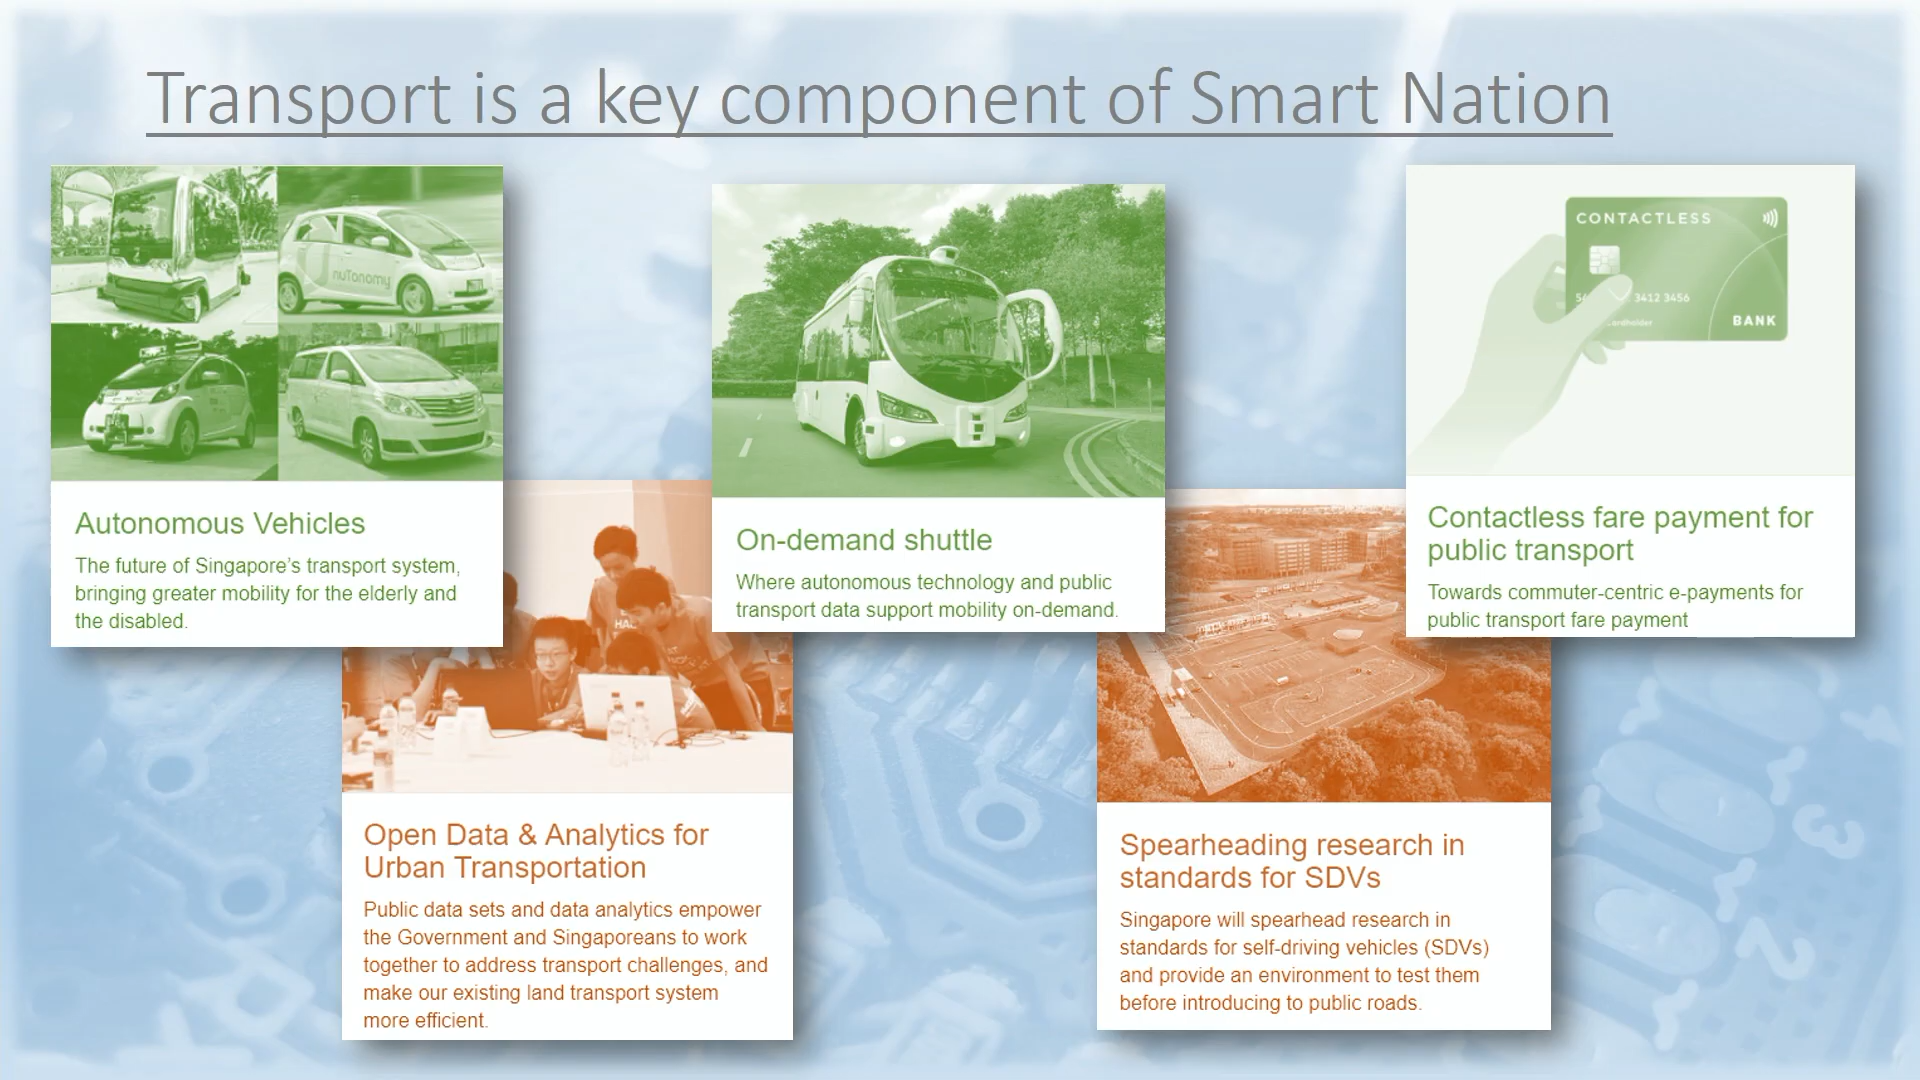 Transport is a key component of Smart Nation
nuTonomy
Autonomous Vehicles
The future of Singapore's transport system,
bringing greater mobility for the elderly and
the disabled.
On-demand shuttle
Where autonomous technology and public
transport data support mobility on-demand.
CONTACTLESS
3412 3456
BANK
Contactless fare payment for
public transport
Towards commuter-centric e-payments for
public transport fare payment
Open Data & Analytics for
Urban Transportation
Public data sets and data analytics empower
the Government and Singaporeans to work
together to address transport challenges, and
make our existing land transport system
more efficient.
Spearheading research in
standards for SDVs
Singapore will spearhead research in
standards for self-driving vehicles (SDVs)
and provide an environment to test them
before introducing to public roads.